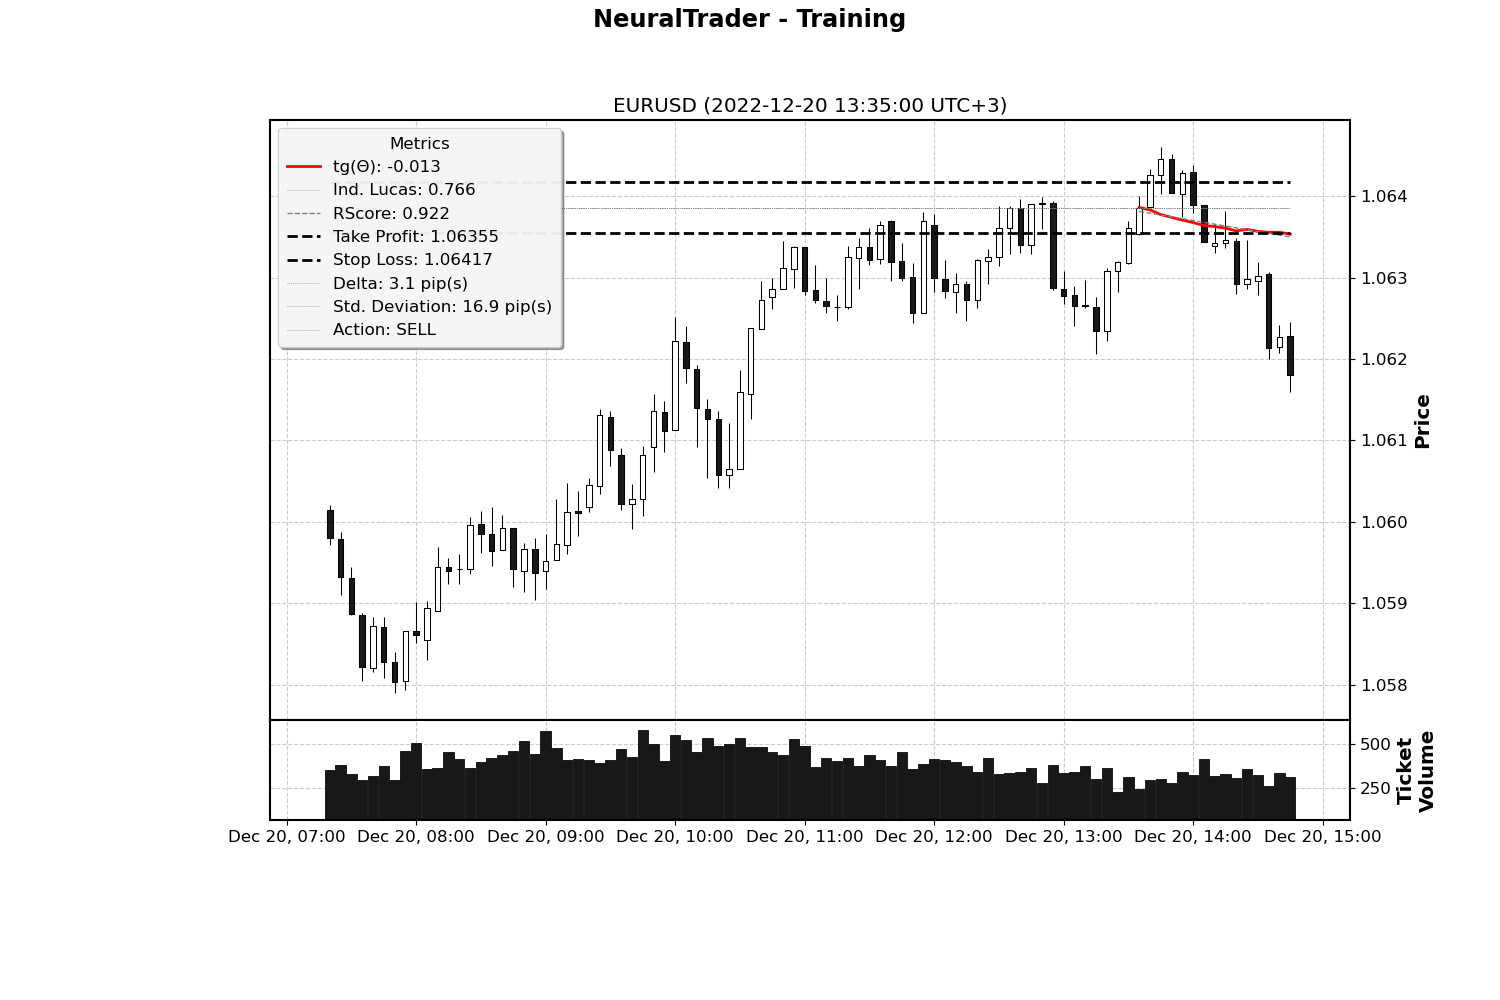 NeuralTrader - Training
EURUSD (2022-12-20 13:35:00 UTC+3)
Metrics
tg(Θ): -0.013
Ind. Lucas: 0.766
RScore: 0.922
Take Profit: 1.06355
Stop Loss: 1.06417
Delta: 3.1 pip(s)
Std. Deviation: 16.9 pip(s)
Action: SELL
1.064
1.063
1.062
1.061
1.060
1.059
1.058
Price
500
250
Ticket
Volume
Dec 20, 07:00
Dec 20, 08:00
Dec 20, 09:00
Dec 20, 10:00
Dec 20, 11:00
Dec 20, 12:00
Dec 20, 13:00
Dec 20, 14:00
Dec 20, 15:00